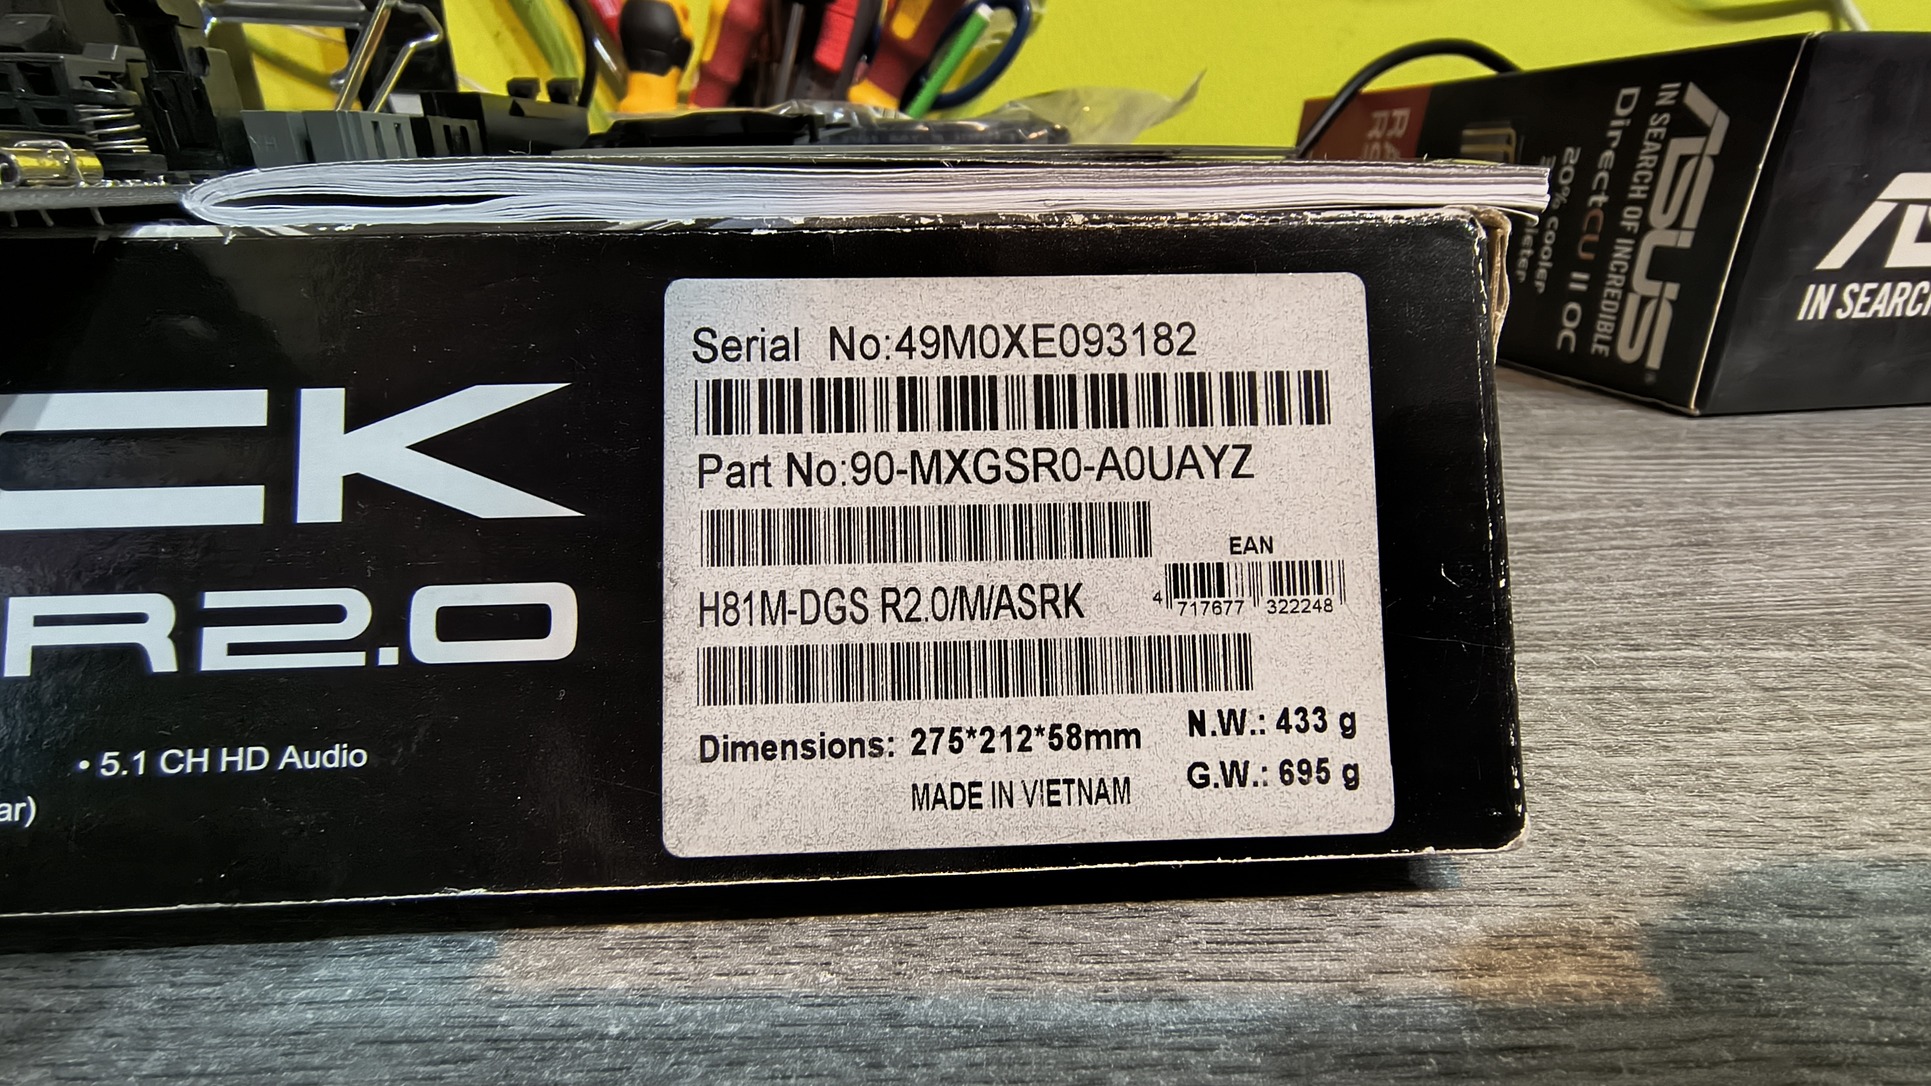 CK
R2.0
• 5.1 CH HD Audio
ar)
Serial No:49M0XE093182
Part No:90-MXGSR0-A0UAYZ
EAN
H81M-DGS R2.0/M/ASRK
4 717677 322248
Dimensions: 275*212*58mm
N.W.: 433 g
MADE IN VIETNAM
G.W.: 695 g
ASUS
IN SEARCH OF INCREDIBLE
DirectCU II OC
20% cooler
IN SEARCH